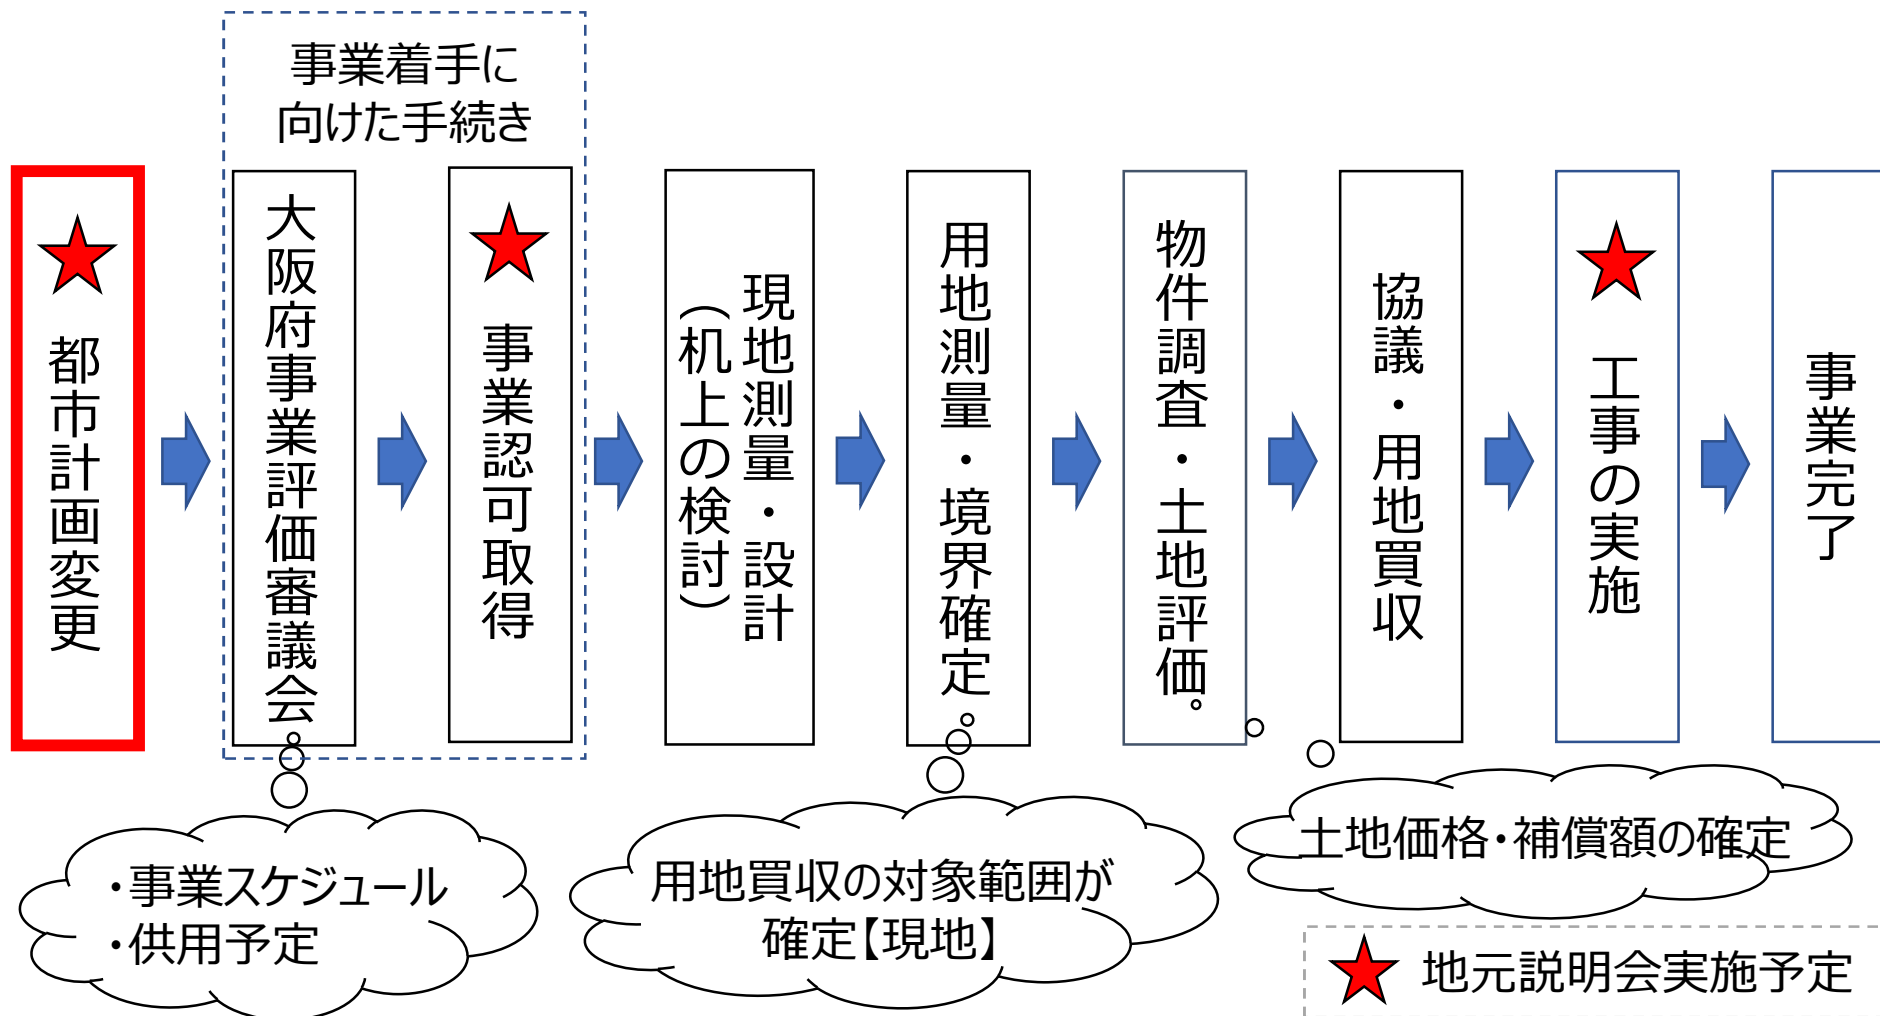 事業着手に
向けた手続き
都市計画変更
大阪府事業評価審議会
事業認可取得
現地測量・設計
（机上の検討）
用地測量・境界確定
物件調査・土地評価
協議・用地買収
工事の実施
事業完了
・事業スケジュール
・供用予定
用地買収の対象範囲が
確定【現地】
土地価格・補償額の確定
地元説明会実施予定